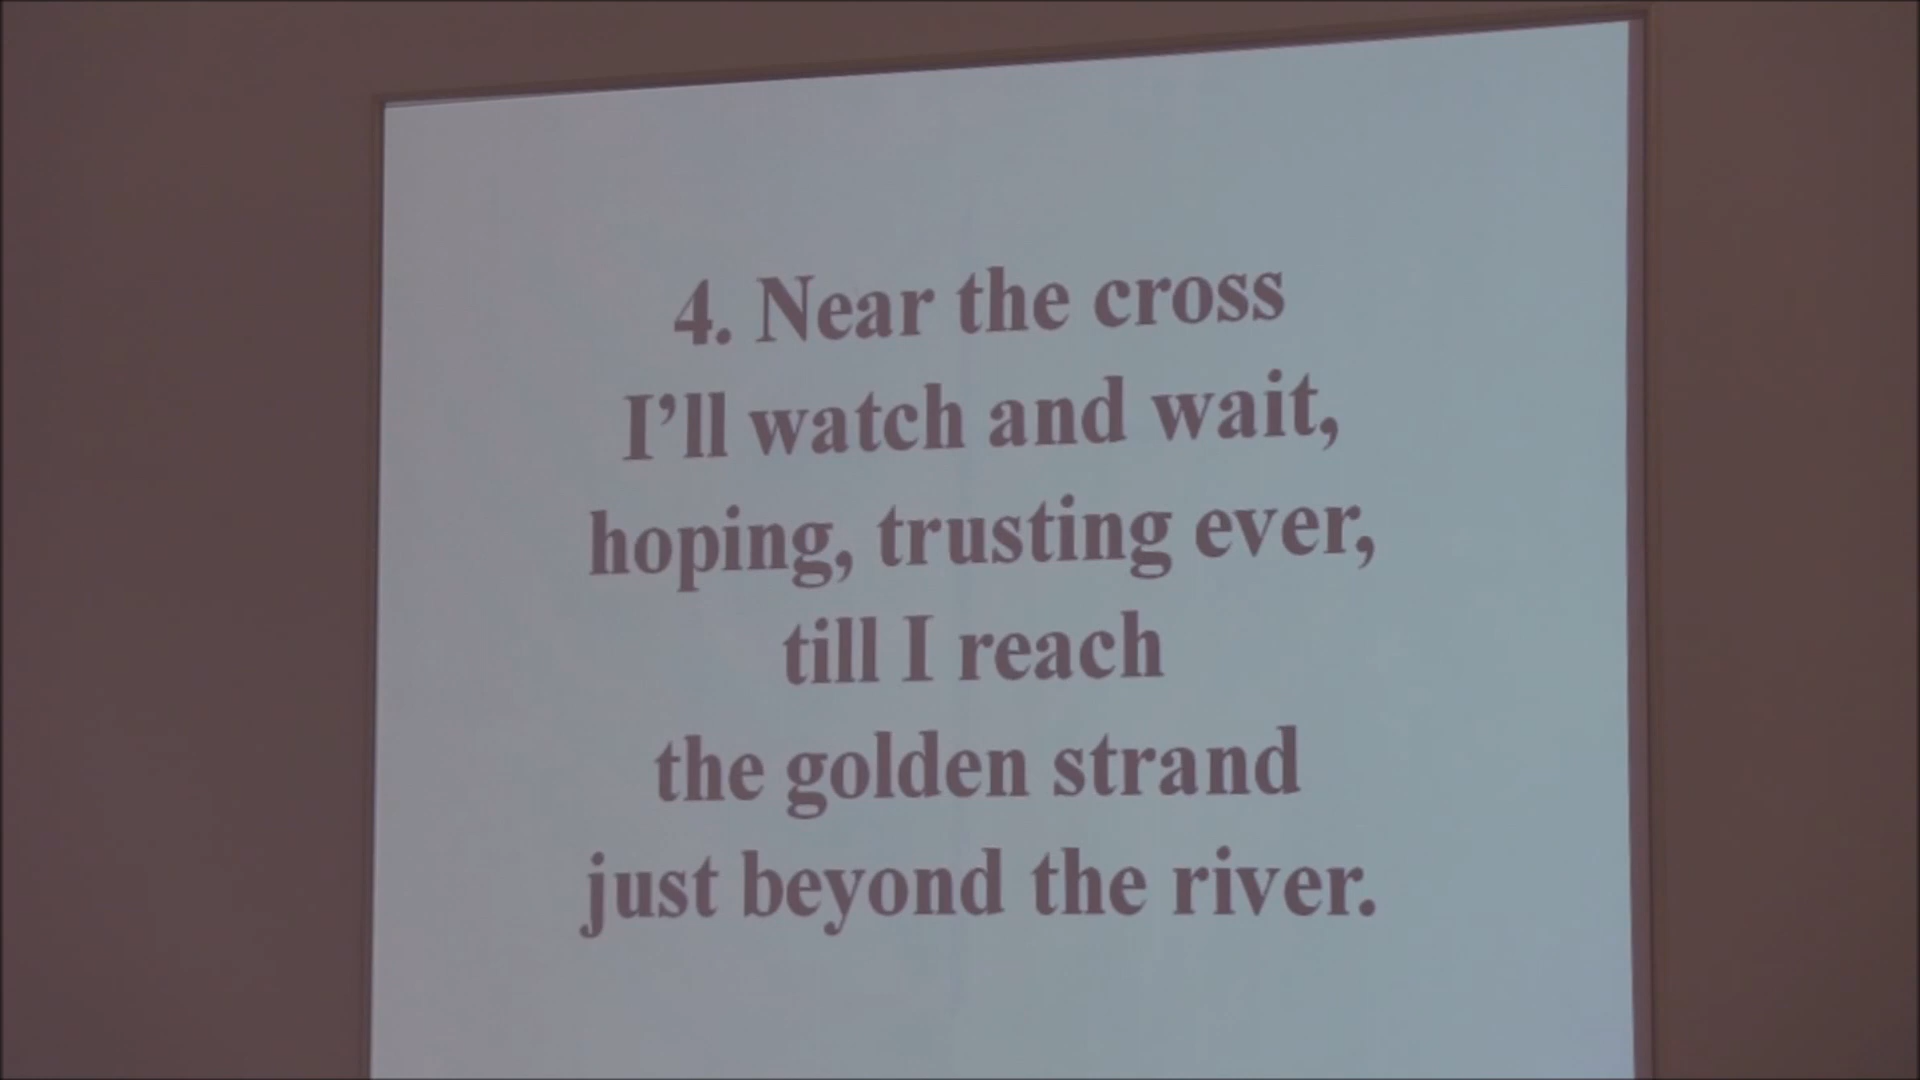 4. Near the cross
I’ll watch and wait,
hoping, trusting ever,
till I reach
the golden strand
just beyond the river.